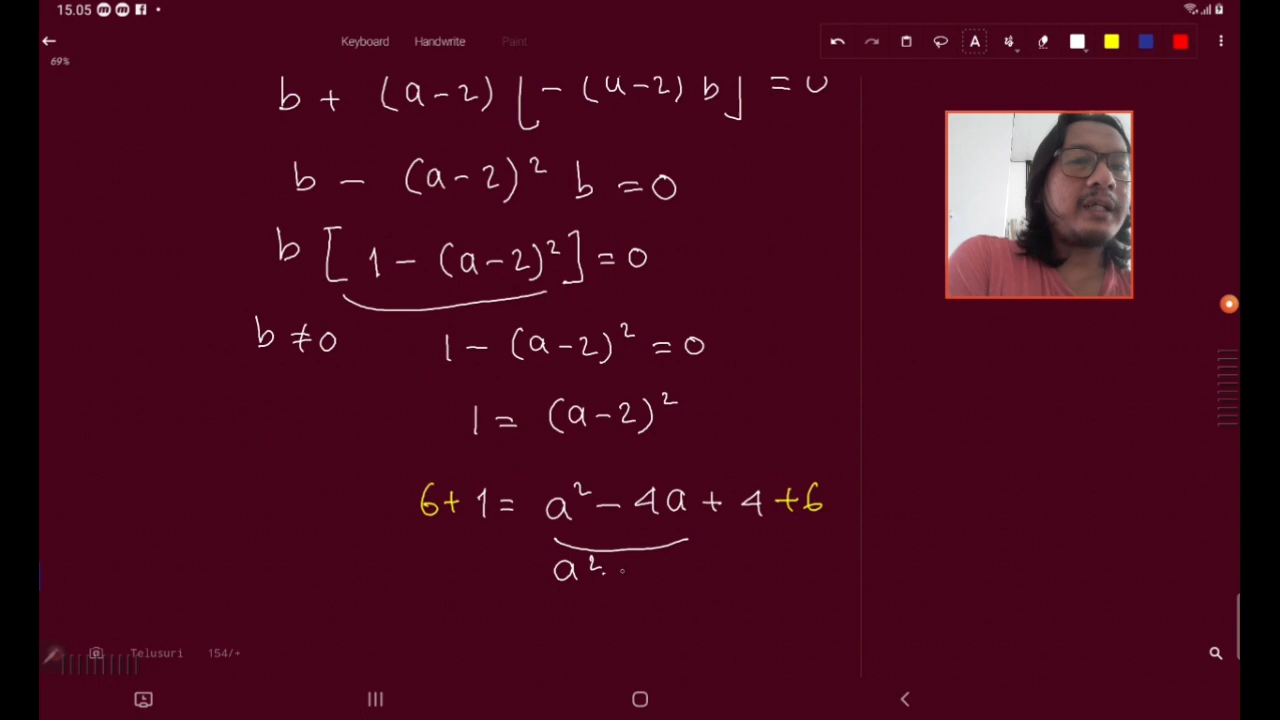 15.05
Keyboard Handwrite Paint
A
69%
b + (a-2) [- (a-2) b] = 0
b - (a-2)² b = 0
b [1 - (a-2)²] = 0
b ≠ 0 1 - (a-2)² = 0
1 = (a-2)²
6+ 1 = a² - 4a + 4 +6
a²
Telusuri 154/+